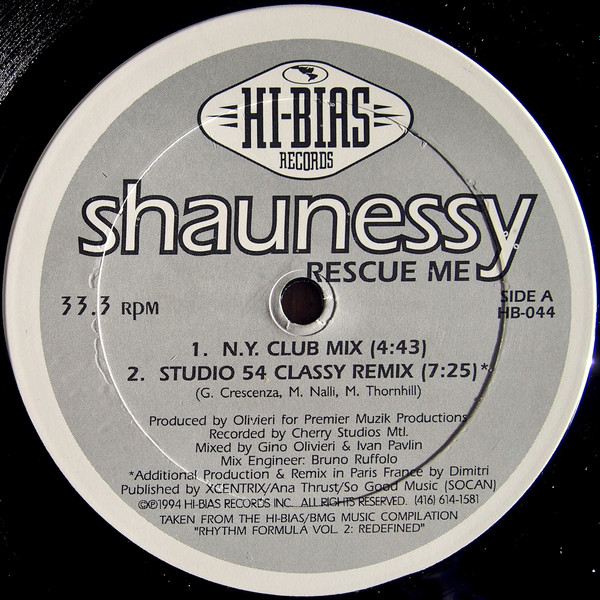 HI-BIAS
RECORDS
shaunessy
RESCUE ME
33.3 RPM
SIDE A
HB-044
1. N.Y. CLUB MIX (4:43)
2. STUDIO 54 CLASSY REMIX (7:25)*
(G. Crescenza, M. Nalli, M. Thornhill)
Produced by Olivieri for Premier Muzik Productions
Recorded by Cherry Studios Mtl.
Mixed by Gino Olivieri & Ivan Pavlin
Mix Engineer: Bruno Ruffolo
*Additional Production & Remix in Paris France by Dimitri
Published by XCENTRIX/Ana Thrust/So Good Music (SOCAN)
©℗1994 HI-BIAS RECORDS INC. ALL RIGHTS RESERVED. (416) 614-1581
TAKEN FROM THE HI-BIAS/BMG MUSIC COMPILATION
"RHYTHM FORMULA VOL. 2: REDEFINED"